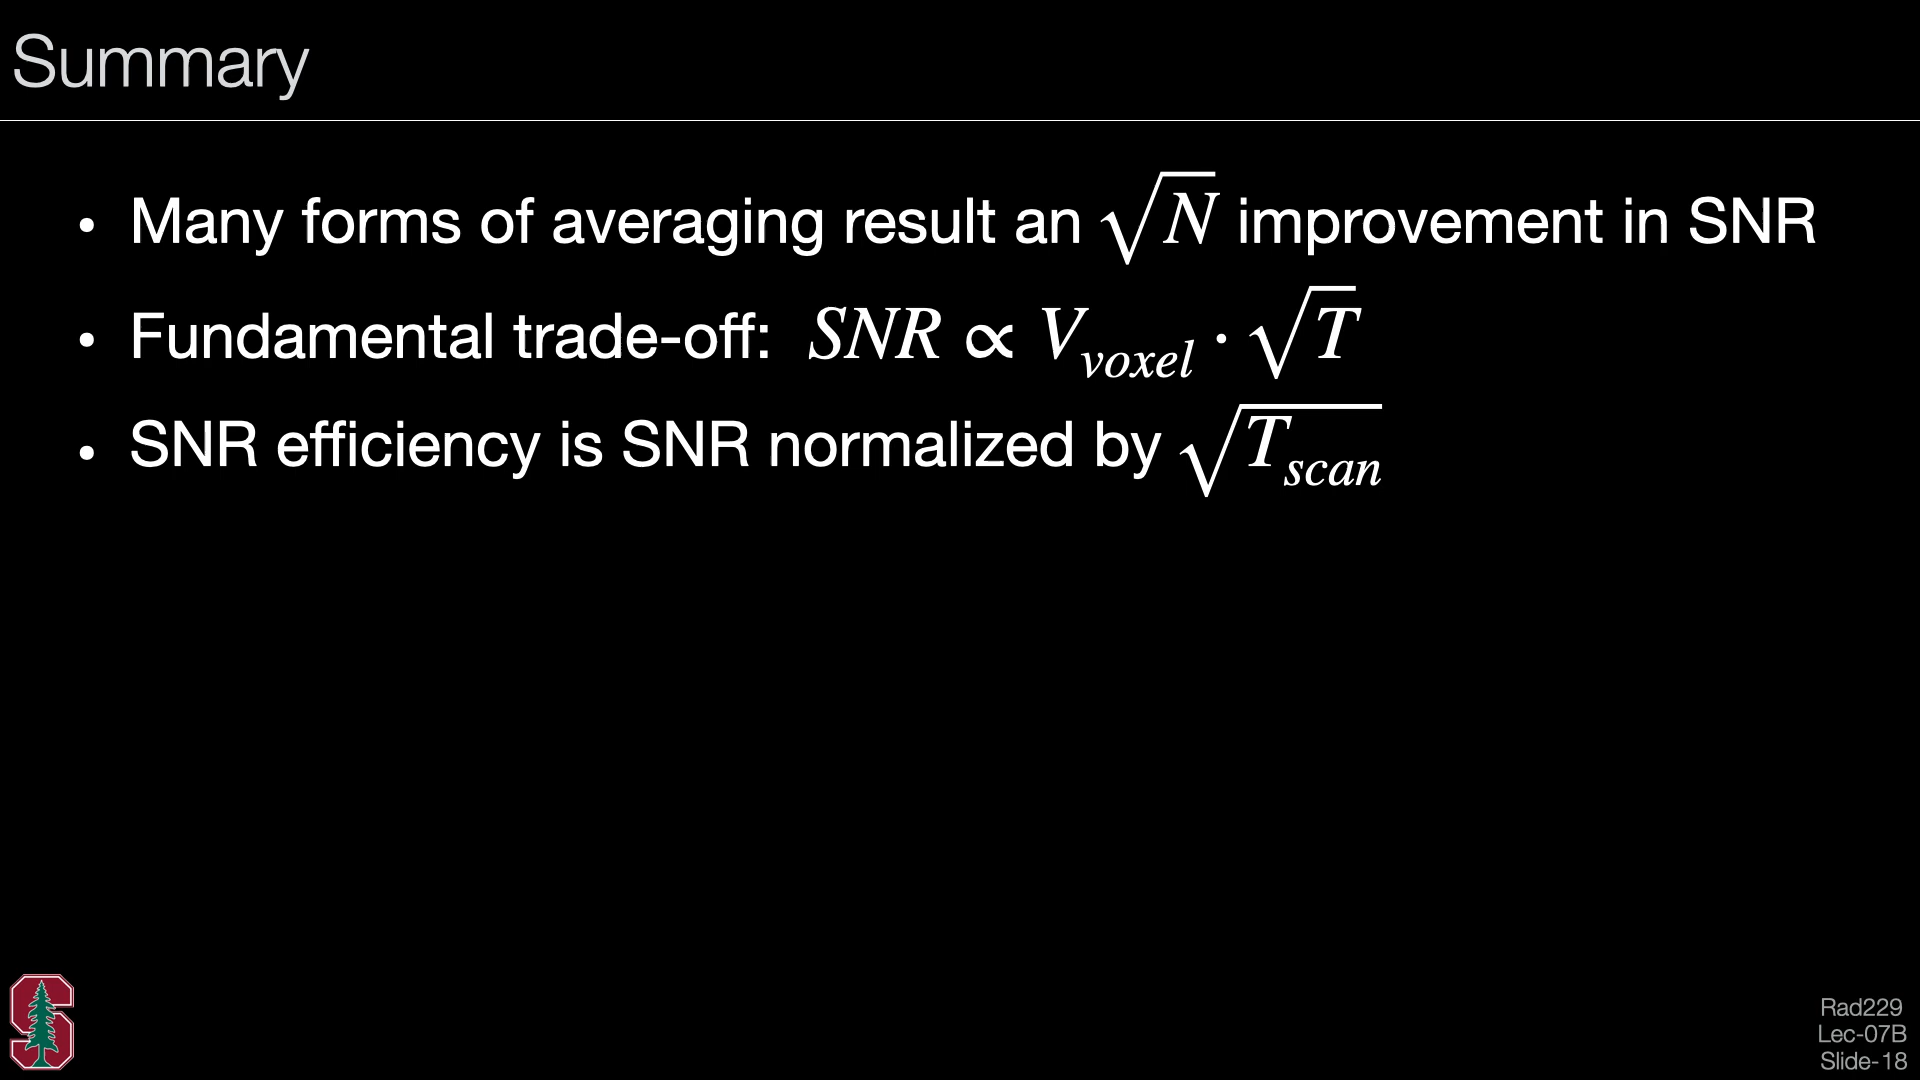 Summary
• Many forms of averaging result an √N improvement in SNR
• Fundamental trade-off: SNR ∝ V_voxel · √T
• SNR efficiency is SNR normalized by √T_scan
Rad229
Lec-07B
Slide-18